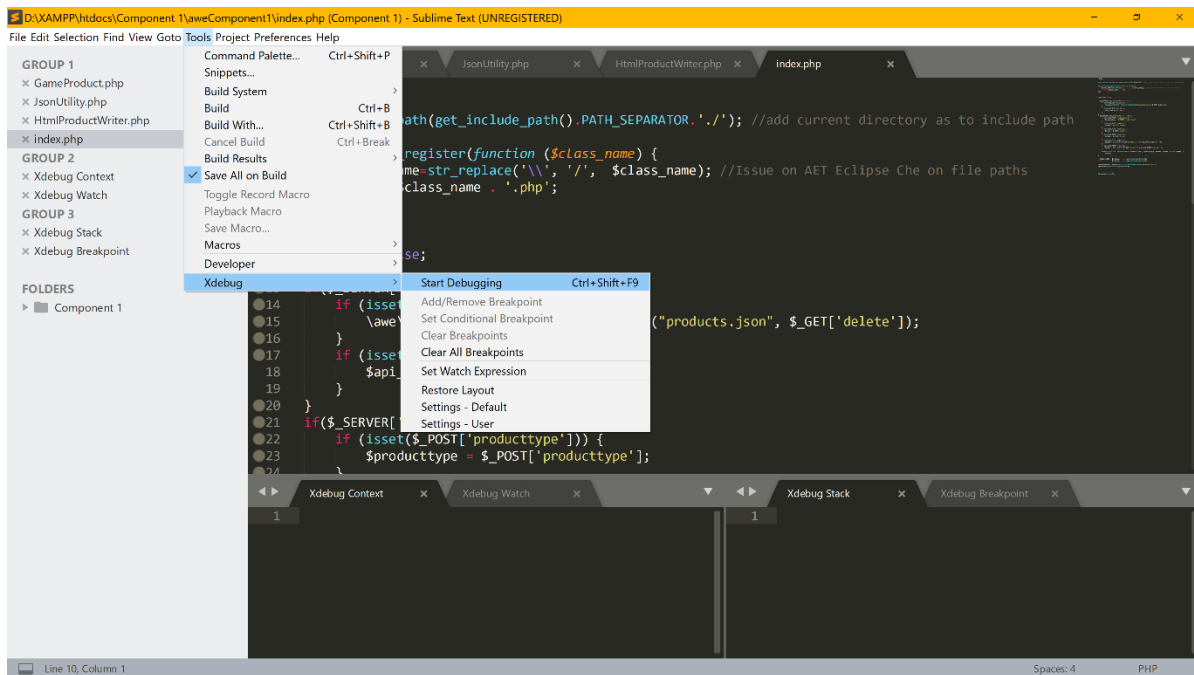 D:\XAMPP\htdocs\Component 1\aweComponent1\index.php (Component 1) - Sublime Text (UNREGISTERED)
File Edit Selection Find View Goto Tools Project Preferences Help
GROUP 1
GameProduct.php
JsonUtility.php
HtmlProductWriter.php
index.php
GROUP 2
Xdebug Context
Xdebug Watch
GROUP 3
Xdebug Stack
Xdebug Breakpoint
FOLDERS
Component 1
Command Palette... Ctrl+Shift+P
Snippets...
Build System
Build Ctrl+B
Build With... Ctrl+Shift+B
Cancel Build Ctrl+Break
Build Results
Save All on Build
Toggle Record Macro
Playback Macro
Save Macro...
Macros
Developer
Xdebug
Start Debugging Ctrl+Shift+F9
Add/Remove Breakpoint
Set Conditional Breakpoint
Clear Breakpoints
Clear All Breakpoints
Set Watch Expression
Restore Layout
Settings - Default
Settings - User
JsonUtility.php HtmlProductWriter.php index.php
ath(get_include_path().PATH_SEPARATOR.'./'); //add current directory as to include path
register(function ($class_name) {
me=str_replace('\\', '/', $class_name); //Issue on AET Eclipse Che on file paths
class_name . '.php';
se;
14 if (isset
15 \awe\ ("products.json", $_GET['delete']);
16 }
17 if (isset
18 $api_
19 }
20 }
21 if($_SERVER['
22 if (isset($_POST['producttype'])) {
23 $producttype = $_POST['producttype'];
24 }
Xdebug Context Xdebug Watch Xdebug Stack Xdebug Breakpoint
1 1
Line 10, Column 1 Spaces: 4 PHP